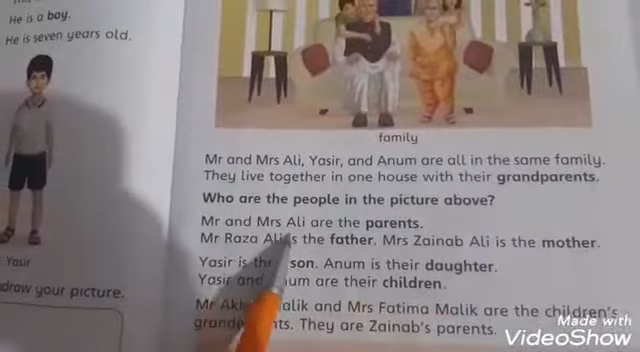 He is a boy.
He is seven years old.
Your
draw your picture.
family
Mr and Mrs Ali, Yasir, and Anum are all in the same family.
They live together in one house with their grandparents.
Who are the people in the picture above?
Mr and Mrs Ali are the parents.
Mr Raza Ali is the father. Mrs Zainab Ali is the mother.
Yasir is the son. Anum is their daughter.
Yasir and are their children.
Mr and Mrs Fatima Malik are the children's
They are Zainab's parents.
Made with
VideoShow